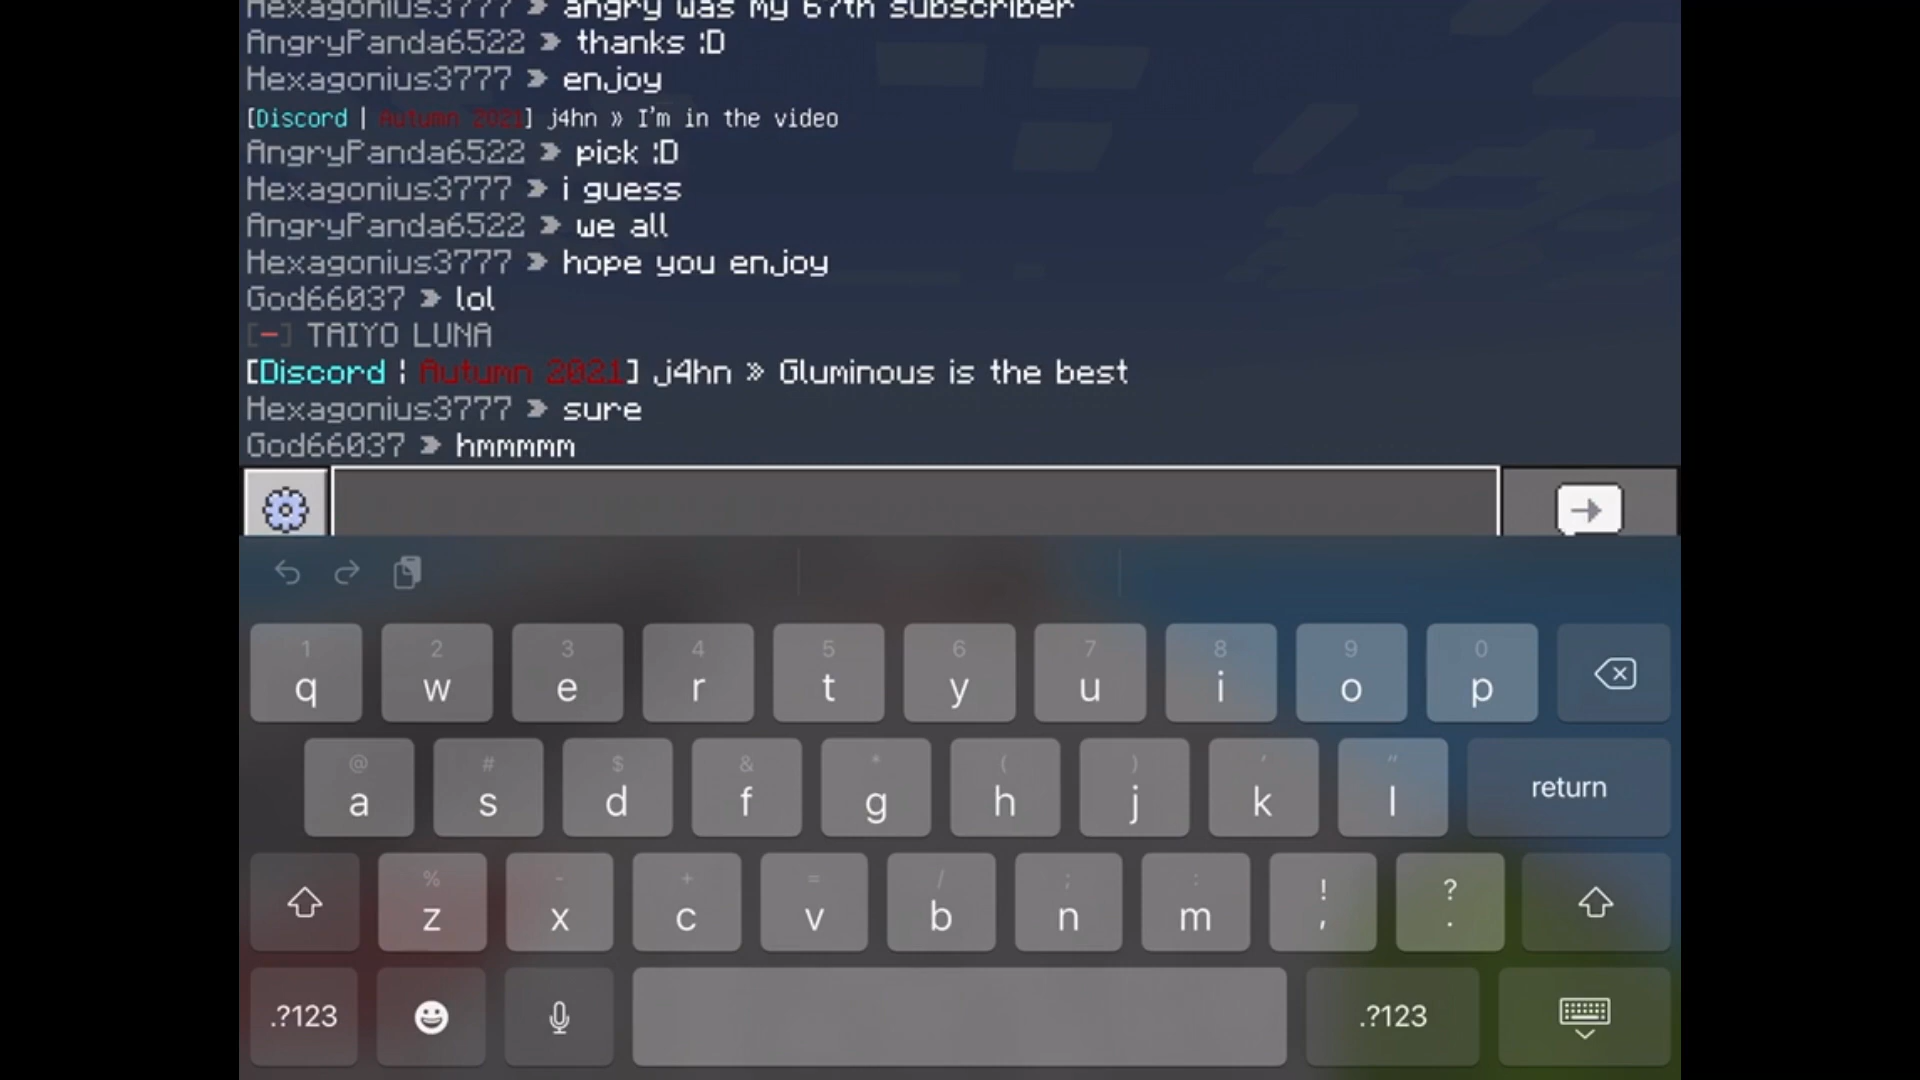 Hexagonius3777 » angry was my 67th subscriber
AngryPanda6522 » thanks :D
Hexagonius3777 » enjoy
[Discord | Autumn 2021] j4hn » I'm in the video
AngryPanda6522 » pick :D
Hexagonius3777 » i guess
AngryPanda6522 » we all
Hexagonius3777 » hope you enjoy
God66037 » lol
[-] TAIYO LUNA
[Discord | Autumn 2021] j4hn » Gluminous is the best
Hexagonius3777 » sure
God66037 » hmmmmm
1 2 3 4 5 6 7 8 9 0
q w e r t y u i o p
@ # $ & * ( ) ' "
a s d f g h j k l return
% - + = / ; : ! ?
z x c v b n m , .
.?123 .?123